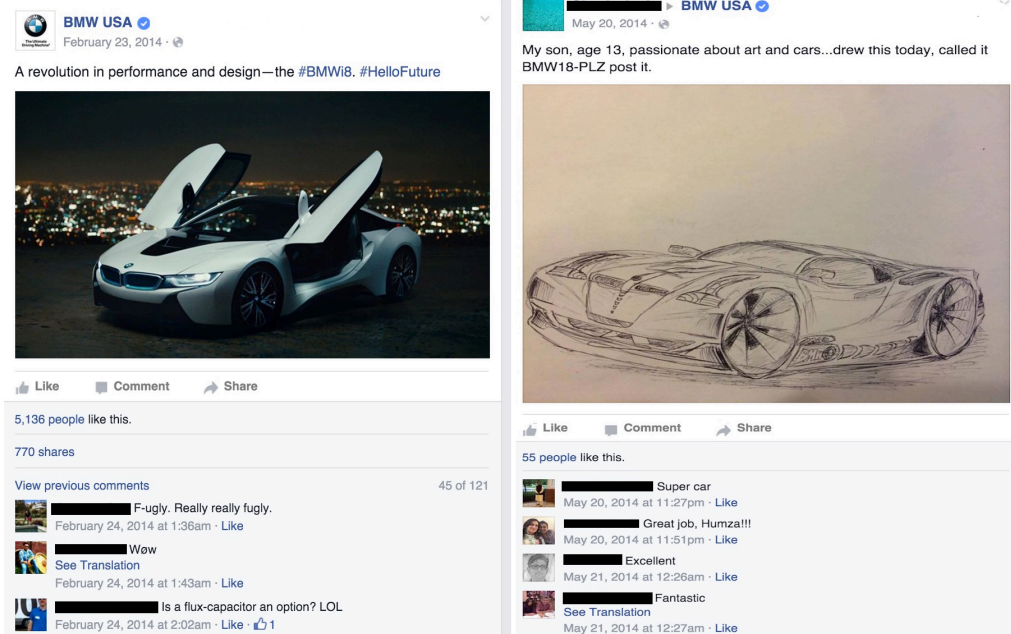 BMW USA
February 23, 2014 ·
A revolution in performance and design—the #BMWi8. #HelloFuture
Like Comment Share
5,136 people like this.
770 shares
View previous comments 45 of 121
F-ugly. Really really fugly.
February 24, 2014 at 1:36am · Like
Wøw
See Translation
February 24, 2014 at 1:43am · Like
Is a flux-capacitor an option? LOL
February 24, 2014 at 2:02am · Like · 1
BMW USA
May 20, 2014 ·
My son, age 13, passionate about art and cars...drew this today, called it
BMW18-PLZ post it.
Like Comment Share
55 people like this.
Super car
May 20, 2014 at 11:27pm · Like
Great job, Humza!!!
May 20, 2014 at 11:51pm · Like
Excellent
May 21, 2014 at 12:26am · Like
Fantastic
See Translation
May 21, 2014 at 12:27am · Like